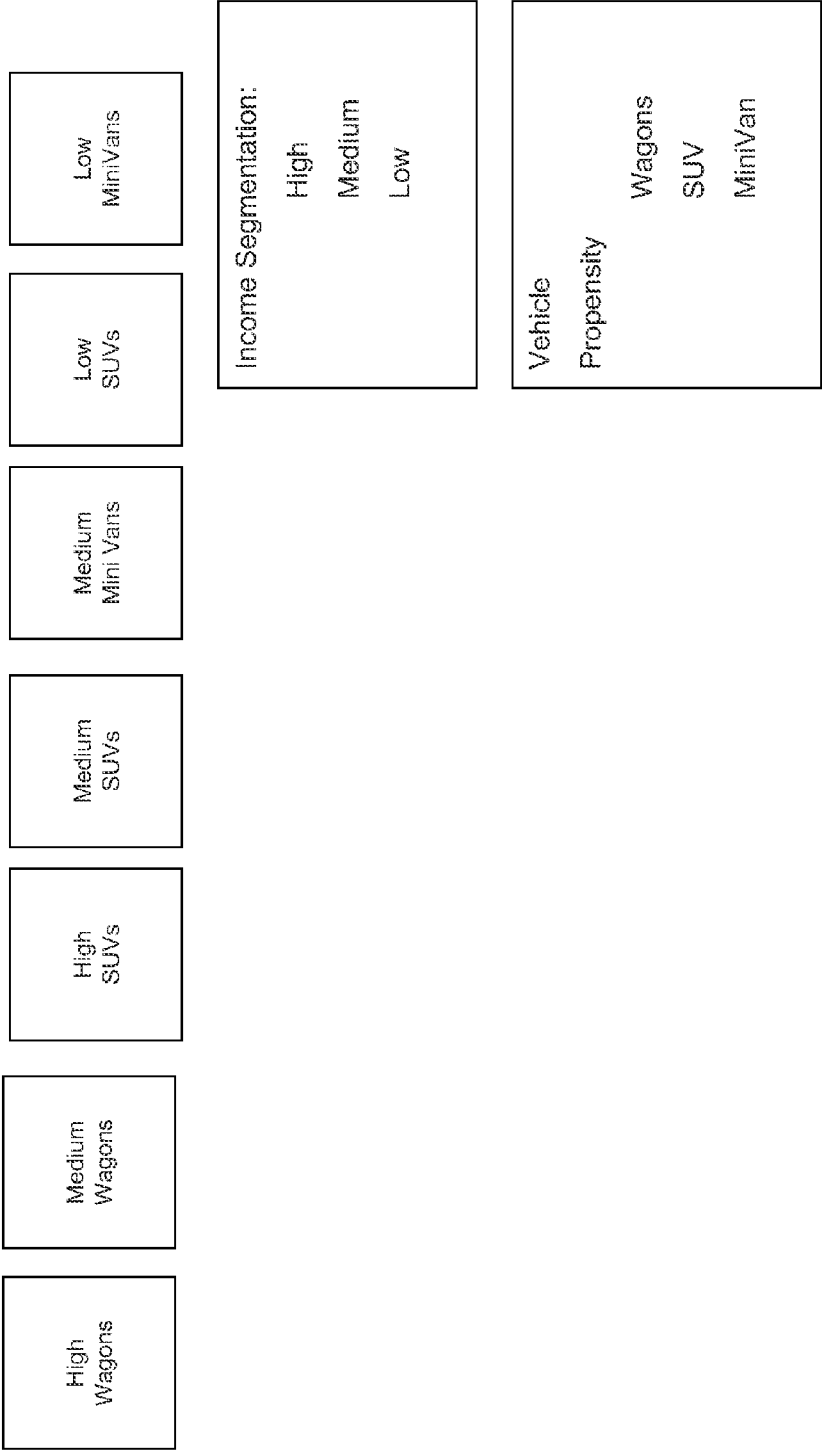 High
Wagons
Medium
Wagons
High
SUVs
Medium
SUVs
Medium
Mini Vans
Low
SUVs
Low
MiniVans
Income Segmentation:
High
Medium
Low
Vehicle
Propensity
Wagons
SUV
MiniVan